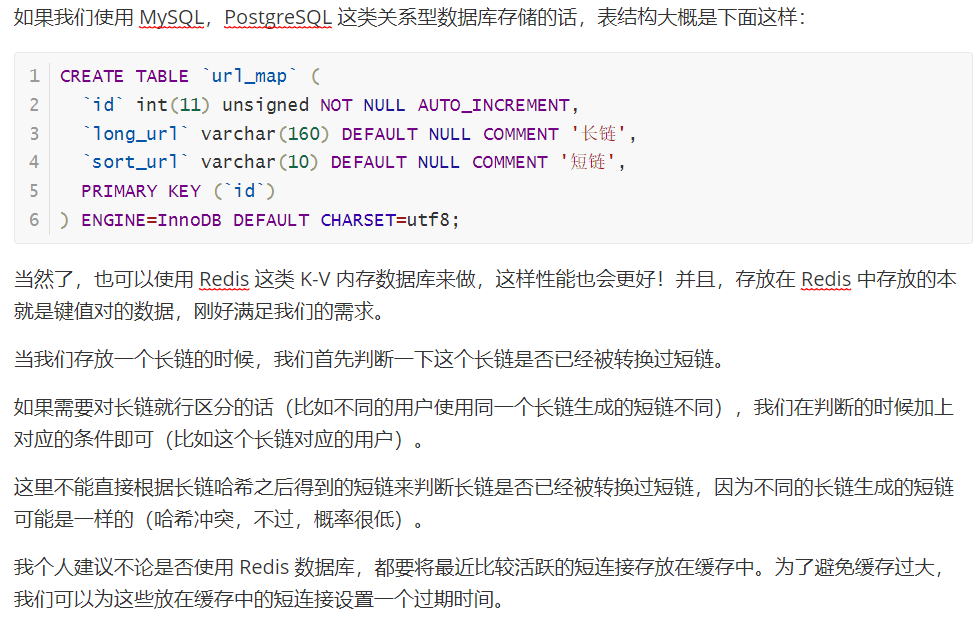 如果我们使用 MySQL，PostgreSQL 这类关系型数据库存储的话，表结构大概是下面这样：
1 CREATE TABLE `url_map` (
2   `id` int(11) unsigned NOT NULL AUTO_INCREMENT,
3   `long_url` varchar(160) DEFAULT NULL COMMENT '长链',
4   `sort_url` varchar(10) DEFAULT NULL COMMENT '短链',
5   PRIMARY KEY (`id`)
6 ) ENGINE=InnoDB DEFAULT CHARSET=utf8;
当然了，也可以使用 Redis 这类 K-V 内存数据库来做，这样性能也会更好！并且，存放在 Redis 中存放的本
就是键值对的数据，刚好满足我们的需求。
当我们存放一个长链的时候，我们首先判断一下这个长链是否已经被转换过短链。
如果需要对长链就行区分的话（比如不同的用户使用同一个长链生成的短链不同），我们在判断的时候加上
对应的条件即可（比如这个长链对应的用户）。
这里不能直接根据长链哈希之后得到的短链来判断长链是否已经被转换过短链，因为不同的长链生成的短链
可能是一样的（哈希冲突，不过，概率很低）。
我个人建议不论是否使用 Redis 数据库，都要将最近比较活跃的短连接存放在缓存中。为了避免缓存过大，
我们可以为这些放在缓存中的短连接设置一个过期时间。